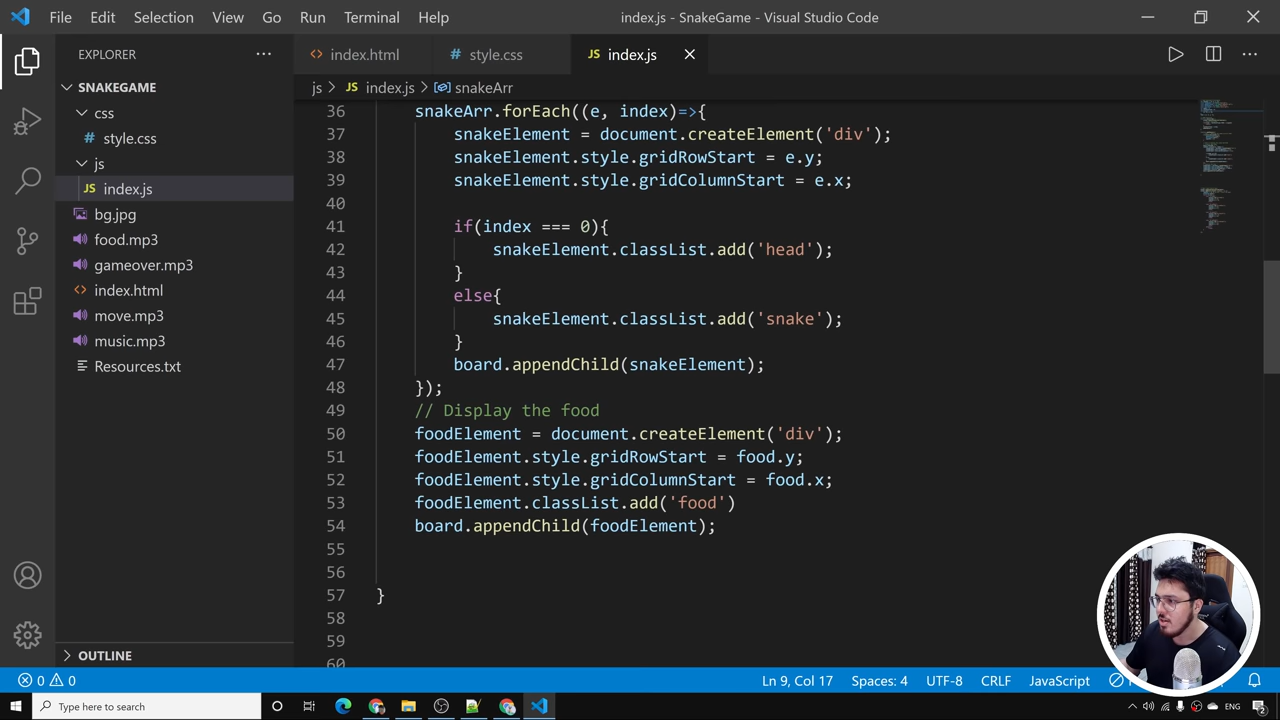 File Edit Selection View Go Run Terminal Help index.js - SnakeGame - Visual Studio Code
EXPLORER
SNAKEGAME
css
# style.css
js
JS index.js
bg.jpg
food.mp3
gameover.mp3
<> index.html
move.mp3
music.mp3
Resources.txt
OUTLINE
<> index.html # style.css JS index.js
js > JS index.js > snakeArr
36 snakeArr.forEach((e, index)=>{
37 snakeElement = document.createElement('div');
38 snakeElement.style.gridRowStart = e.y;
39 snakeElement.style.gridColumnStart = e.x;
40
41 if(index === 0){
42 snakeElement.classList.add('head');
43 }
44 else{
45 snakeElement.classList.add('snake');
46 }
47 board.appendChild(snakeElement);
48 });
49 // Display the food
50 foodElement = document.createElement('div');
51 foodElement.style.gridRowStart = food.y;
52 foodElement.style.gridColumnStart = food.x;
53 foodElement.classList.add('food')
54 board.appendChild(foodElement);
55
56
57 }
58
59
60
0 0 Ln 9, Col 17 Spaces: 4 UTF-8 CRLF JavaScript
Type here to search ENG 2